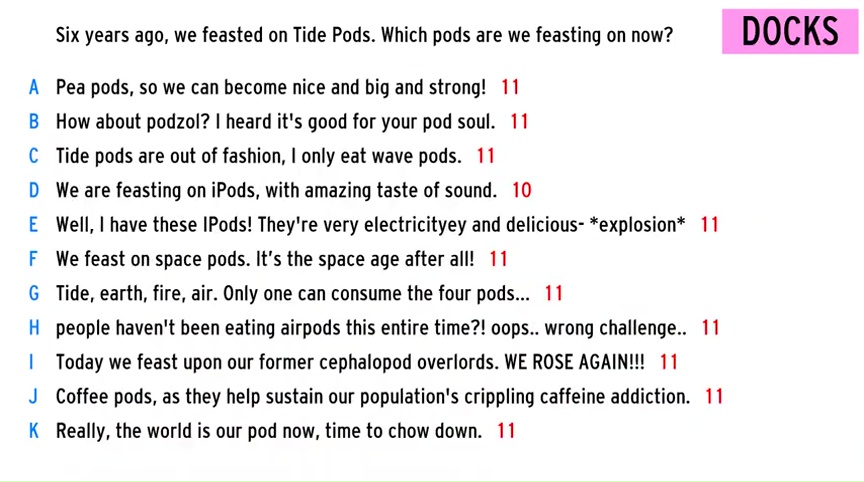 Six years ago, we feasted on Tide Pods. Which pods are we feasting on now?
DOCKS
A Pea pods, so we can become nice and big and strong! 11
B How about podzol? I heard it's good for your pod soul. 11
C Tide pods are out of fashion, I only eat wave pods. 11
D We are feasting on iPods, with amazing taste of sound. 10
E Well, I have these IPods! They're very electricityey and delicious- *explosion* 11
F We feast on space pods. It’s the space age after all! 11
G Tide, earth, fire, air. Only one can consume the four pods... 11
H people haven't been eating airpods this entire time?! oops.. wrong challenge.. 11
I Today we feast upon our former cephalopod overlords. WE ROSE AGAIN!!! 11
J Coffee pods, as they help sustain our population's crippling caffeine addiction. 11
K Really, the world is our pod now, time to chow down. 11